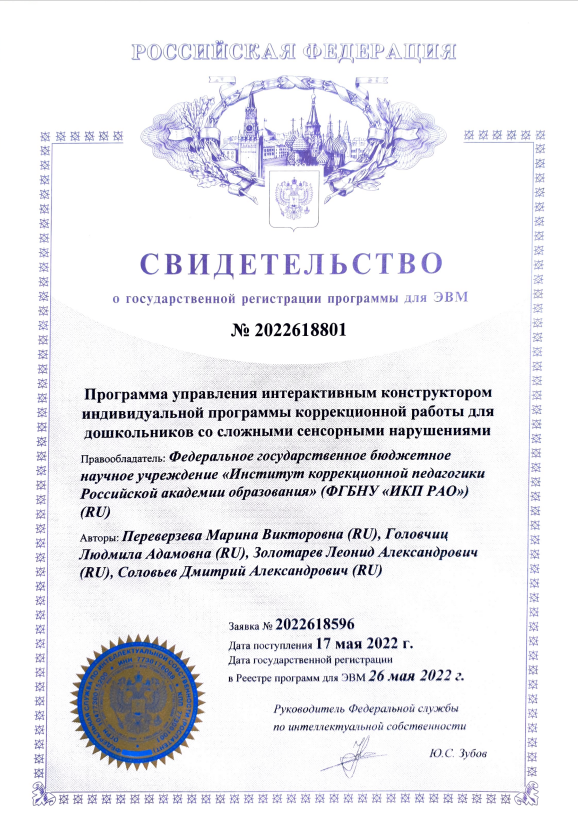 РОССИЙСКАЯ ФЕДЕРАЦИЯ
СВИДЕТЕЛЬСТВО
о государственной регистрации программы для ЭВМ
№ 2022618801
Программа управления интерактивным конструктором
индивидуальной программы коррекционной работы для
дошкольников со сложными сенсорными нарушениями
Правообладатель: Федеральное государственное бюджетное
научное учреждение «Институт коррекционной педагогики
Российской академии образования» (ФГБНУ «ИКП РАО»)
(RU)
Авторы: Переверзева Марина Викторовна (RU), Головчиц
Людмила Адамовна (RU), Золотарев Леонид Александрович
(RU), Соловьев Дмитрий Александрович (RU)
Заявка № 2022618596
Дата поступления 17 мая 2022 г.
Дата государственной регистрации
в Реестре программ для ЭВМ 26 мая 2022 г.
Руководитель Федеральной службы
по интеллектуальной собственности
Ю.С. Зубов